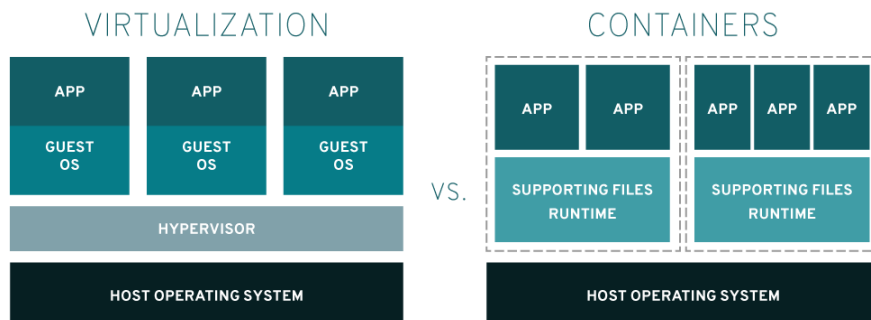 VIRTUALIZATION
APP
APP
APP
GUEST
OS
GUEST
OS
GUEST
OS
HYPERVISOR
HOST OPERATING SYSTEM
VS.
CONTAINERS
APP
APP
APP
APP
APP
SUPPORTING FILES
RUNTIME
SUPPORTING FILES
RUNTIME
HOST OPERATING SYSTEM